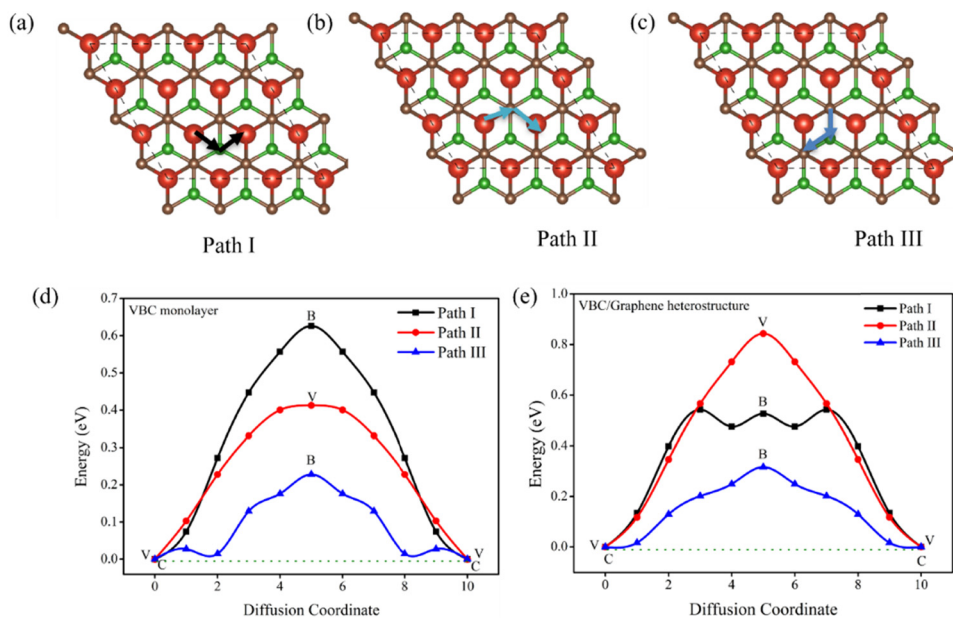 (a)
(b)
(c)
Path I
Path II
Path III
(d)
VBC monolayer
Path I
Path II
Path III
B
V
B
V
C
V
C
0.7
0.6
0.5
0.4
0.3
0.2
0.1
0.0
Energy (eV)
0 2 4 6 8 10
Diffusion Coordinate
(e)
VBC/Graphene heterostructure
Path I
Path II
Path III
V
B
B
V
C
V
C
1.0
0.8
0.6
0.4
0.2
0.0
Energy (eV)
0 2 4 6 8 10
Diffusion Coordinate